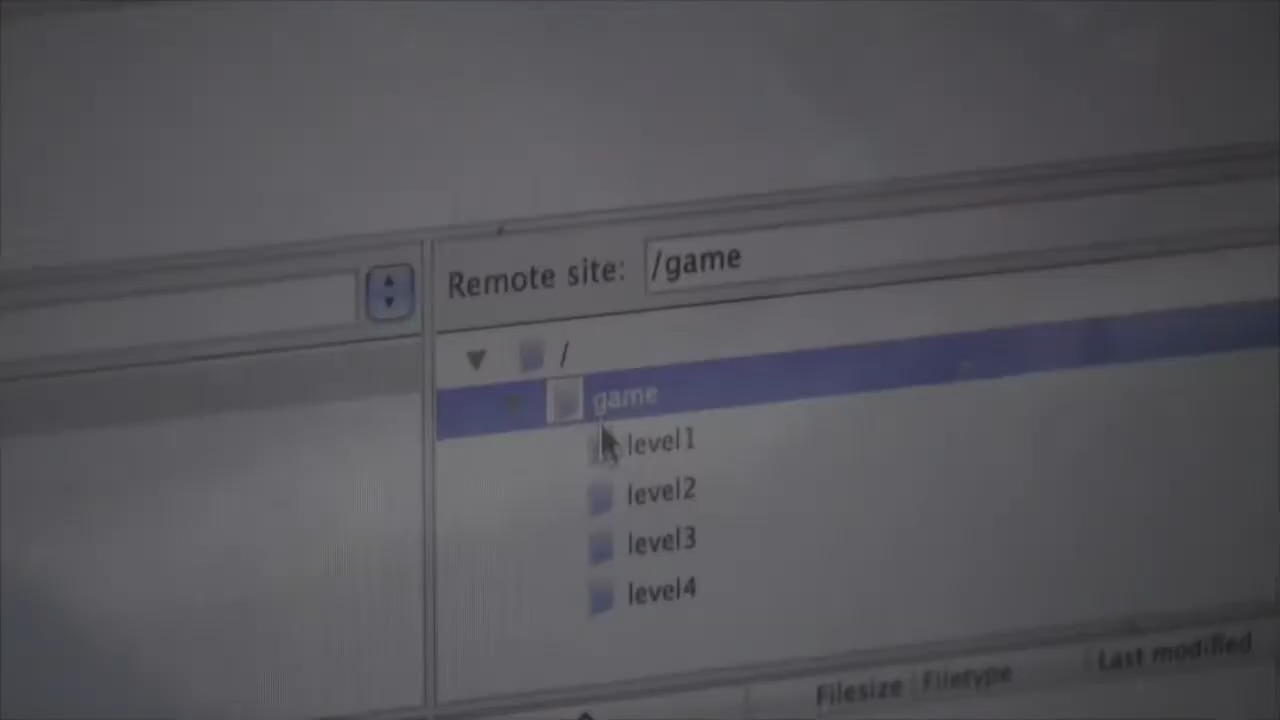 Remote site: /game
/
game
level1
level2
level3
level4
Filesize Filetype Last modified